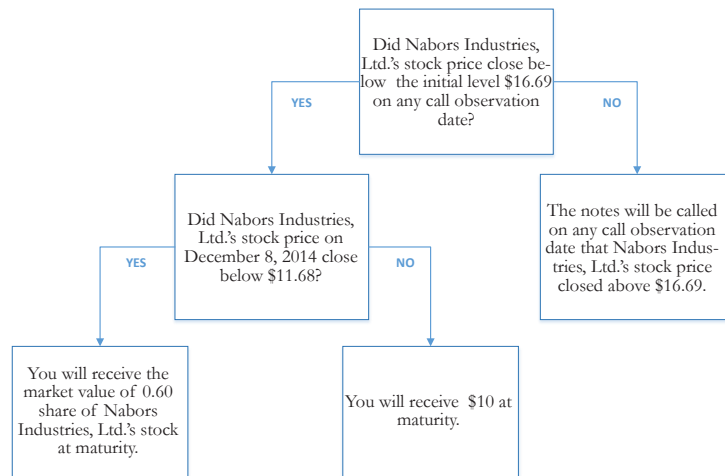 Did Nabors Industries,
Ltd.'s stock price close be-
low the initial level $16.69
on any call observation
date?
YES
NO
Did Nabors Industries,
Ltd.'s stock price on
December 8, 2014 close
below $11.68?
The notes will be called
on any call observation
date that Nabors Indus-
tries, Ltd.'s stock price
closed above $16.69.
YES
NO
You will receive the
market value of 0.60
share of Nabors
Industries, Ltd.'s stock
at maturity.
You will receive $10 at
maturity.